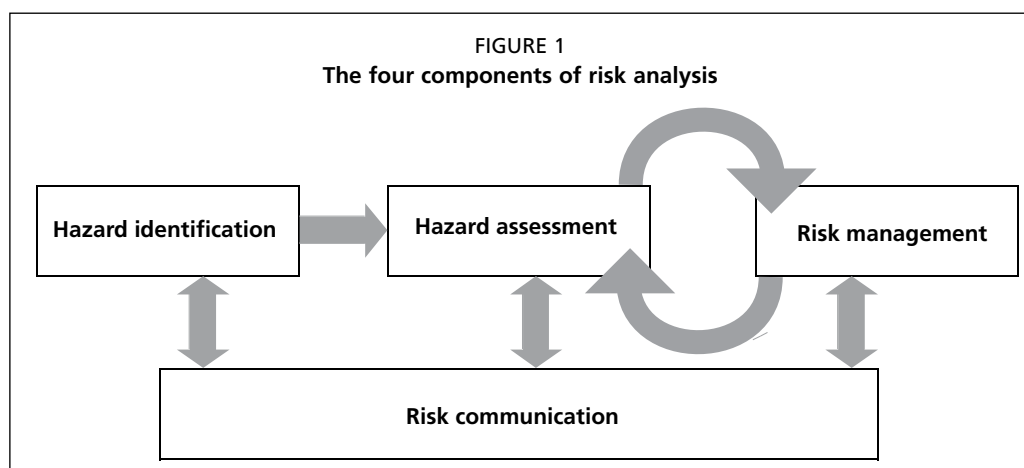 FIGURE 1
The four components of risk analysis
Hazard identification
Hazard assessment
Risk management
Risk communication